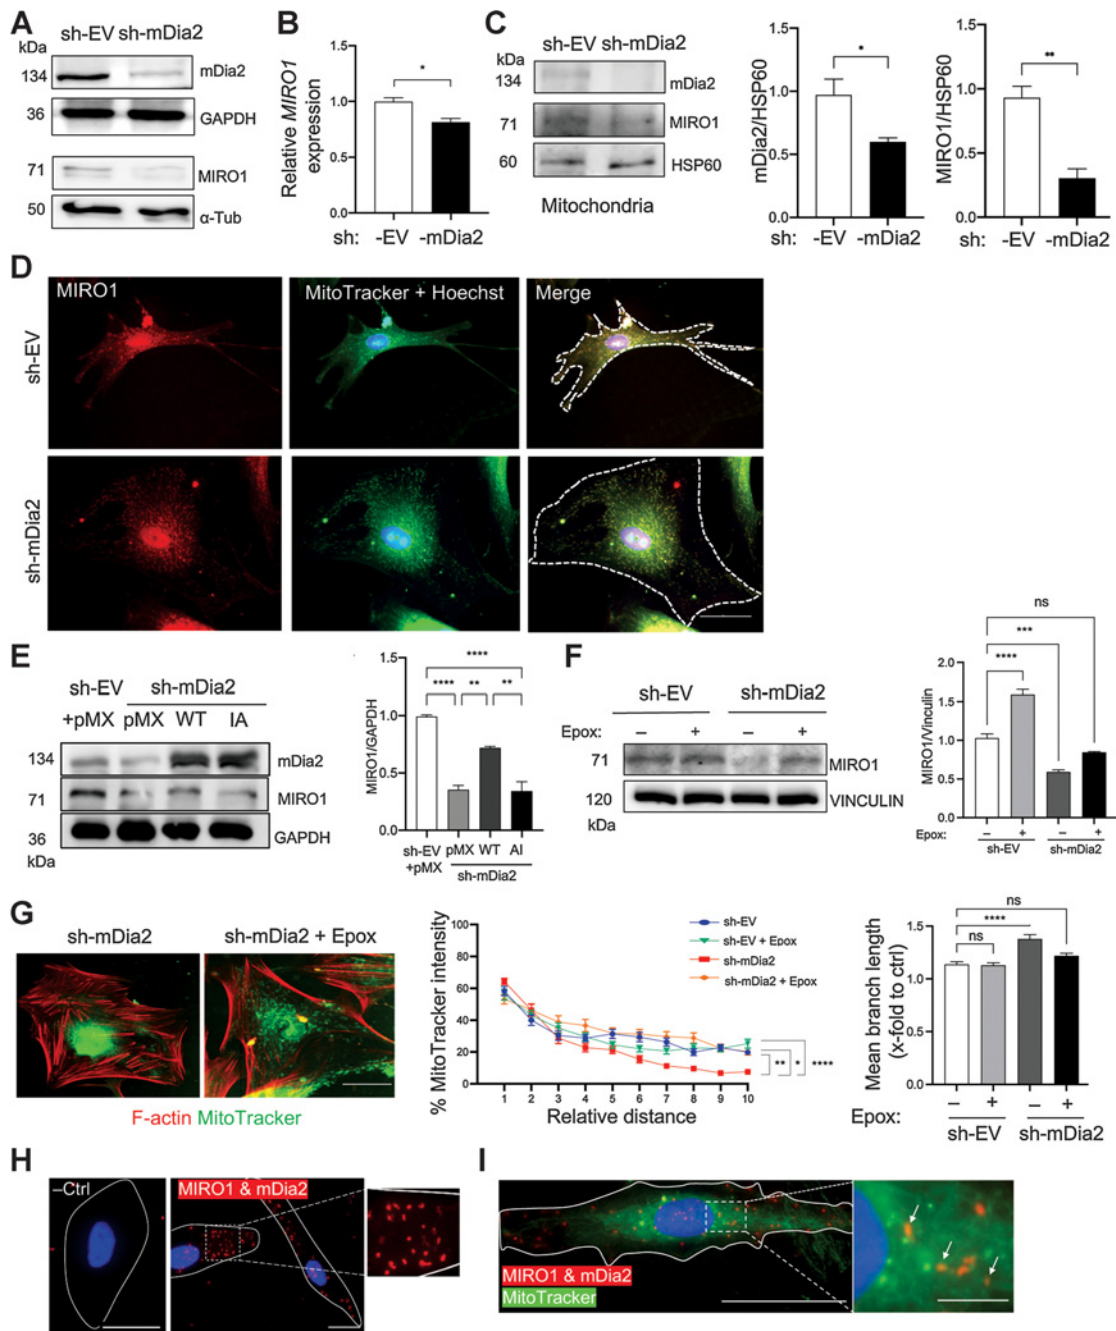 A
sh-EV sh-mDia2
kDa
134
mDia2
36
GAPDH
71
MIRO1
50
α-Tub
B
Relative MIRO1
expression
1.5
1.0
0.5
0.0
*
sh: -EV -mDia2
C
sh-EV sh-mDia2
134
mDia2
71
MIRO1
60
HSP60
Mitochondria
mDia2/HSP60
1.5
1.0
0.5
0.0
*
sh: -EV -mDia2
MIRO1/HSP60
1.5
1.0
0.5
0.0
**
-EV -mDia2
D
MIRO1
MitoTracker + Hoechst
Merge
sh-EV
sh-mDia2
E
sh-EV
sh-mDia2
+pMX pMX WT IA
134
mDia2
71
MIRO1
36
GAPDH
kDa
MIRO1/GAPDH
1.5
1.0
0.5
0.0
****
**** ** **
sh-EV pMX WT AI
+pMX
sh-mDia2
F
sh-EV sh-mDia2
Epox: – + – +
71
MIRO1
120
VINCULIN
kDa
MIRO1/Vinculin
2.0
1.5
1.0
0.5
0.0
ns
***
****
Epox: – + – +
sh-EV sh-mDia2
G
sh-mDia2
sh-mDia2 + Epox
F-actin MitoTracker
% MitoTracker intensity
100
80
60
40
20
0
sh-EV
sh-EV + Epox
sh-mDia2
sh-mDia2 + Epox
** * ****
1 2 3 4 5 6 7 8 9 10
Relative distance
Mean branch length
(x-fold to ctrl)
1.5
1.0
0.5
0.0
ns
****
ns
Epox: – + – +
sh-EV sh-mDia2
H
–Ctrl
MIRO1 & mDia2
I
MIRO1 & mDia2
MitoTracker